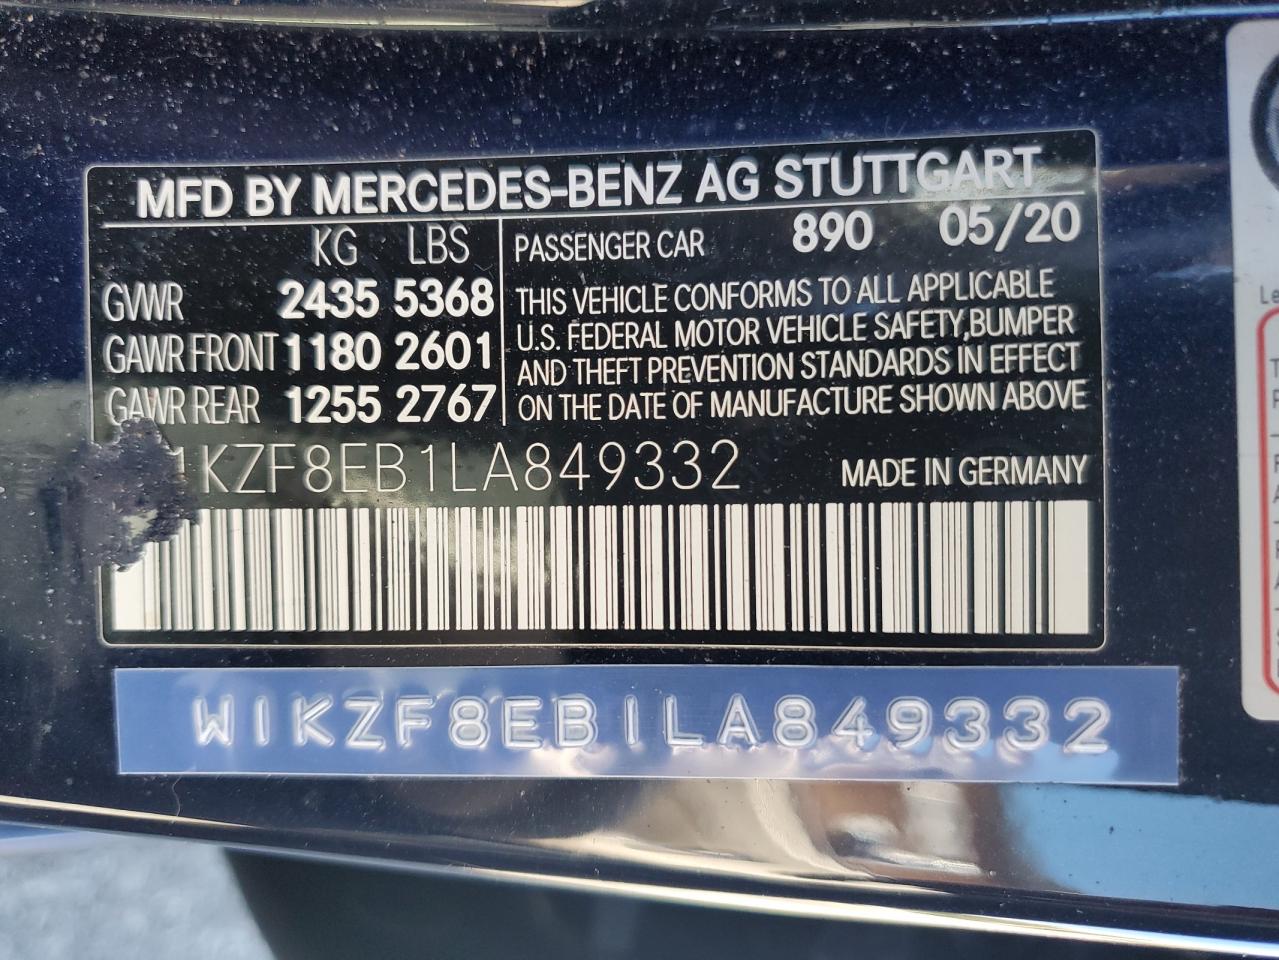 MFD BY MERCEDES-BENZ AG STUTTGART
KG LBS
GVWR 2435 5368
GAWR FRONT 1180 2601
GAWR REAR 1255 2767
PASSENGER CAR 890 05/20
THIS VEHICLE CONFORMS TO ALL APPLICABLE
U.S. FEDERAL MOTOR VEHICLE SAFETY,BUMPER
AND THEFT PREVENTION STANDARDS IN EFFECT
ON THE DATE OF MANUFACTURE SHOWN ABOVE
1KZF8EB1LA849332 MADE IN GERMANY
W1KZF8EB1LA849332